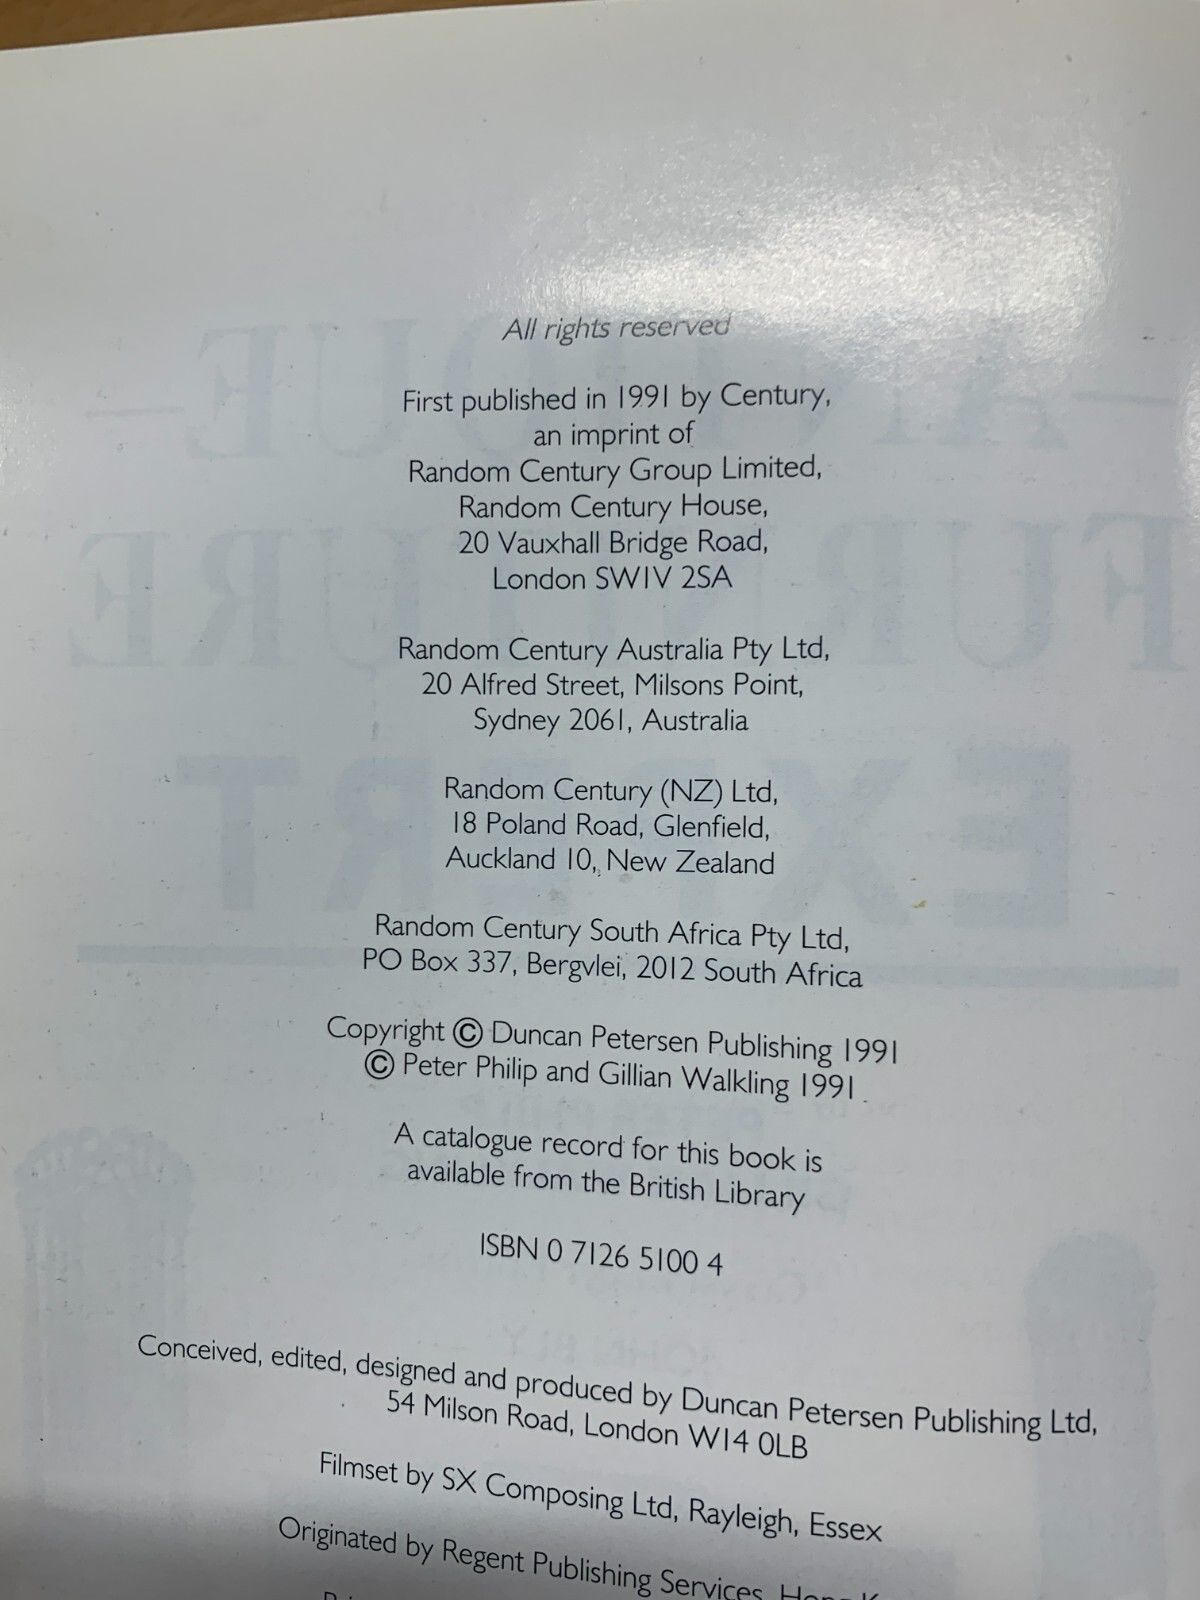 All rights reserved
First published in 1991 by Century,
an imprint of
Random Century Group Limited,
Random Century House,
20 Vauxhall Bridge Road,
London SW1V 2SA
Random Century Australia Pty Ltd,
20 Alfred Street, Milsons Point,
Sydney 2061, Australia
Random Century (NZ) Ltd,
18 Poland Road, Glenfield,
Auckland 10, New Zealand
Random Century South Africa Pty Ltd,
PO Box 337, Bergvlei, 2012 South Africa
Copyright © Duncan Petersen Publishing 1991
© Peter Philip and Gillian Walkling 1991
A catalogue record for this book is
available from the British Library
ISBN 0 7126 5100 4
Conceived, edited, designed and produced by Duncan Petersen Publishing Ltd,
54 Milson Road, London W14 0LB
Filmset by SX Composing Ltd, Rayleigh, Essex
Originated by Regent Publishing Services,